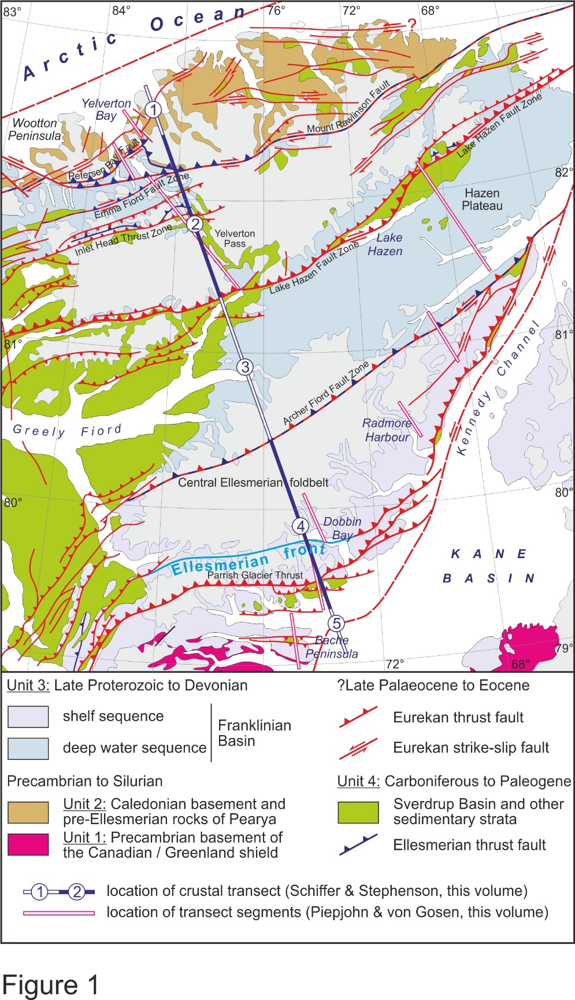 83°
84°
76°
72°
68°
Arctic Ocean
?
Yelverton
Bay
Wootton
Peninsula
Mount Rawlinson Fault
Lake Hazen Fault Zone
Petersen Bay Fault
82°
Emma Fiord Fault Zone
Hazen
Plateau
Inlet Head Thrust Zone
Yelverton
Pass
Lake
Hazen
Lake Hazen Fault Zone
81°
81°
Archer Fiord Fault Zone
Kennedy Channel
Greely Fiord
Radmore
Harbour
Central Ellesmerian foldbelt
80°
80°
Dobbin
Bay
Ellesmerian front
KANE
BASIN
Parrish Glacier Thrust
Bache
Peninsula
79°
72°
68°
1
2
3
4
5
Unit 3: Late Proterozoic to Devonian
shelf sequence
deep water sequence
Franklinian
Basin
Precambrian to Silurian
Unit 2: Caledonian basement and
pre-Ellesmerian rocks of Pearya
Unit 1: Precambrian basement of
the Canadian / Greenland shield
?Late Palaeocene to Eocene
Eurekan thrust fault
Eurekan strike-slip fault
Unit 4: Carboniferous to Paleogene
Sverdrup Basin and other
sedimentary strata
Ellesmerian thrust fault
1 2 location of crustal transect (Schiffer & Stephenson, this volume)
location of transect segments (Piepjohn & von Gosen, this volume)
Figure 1